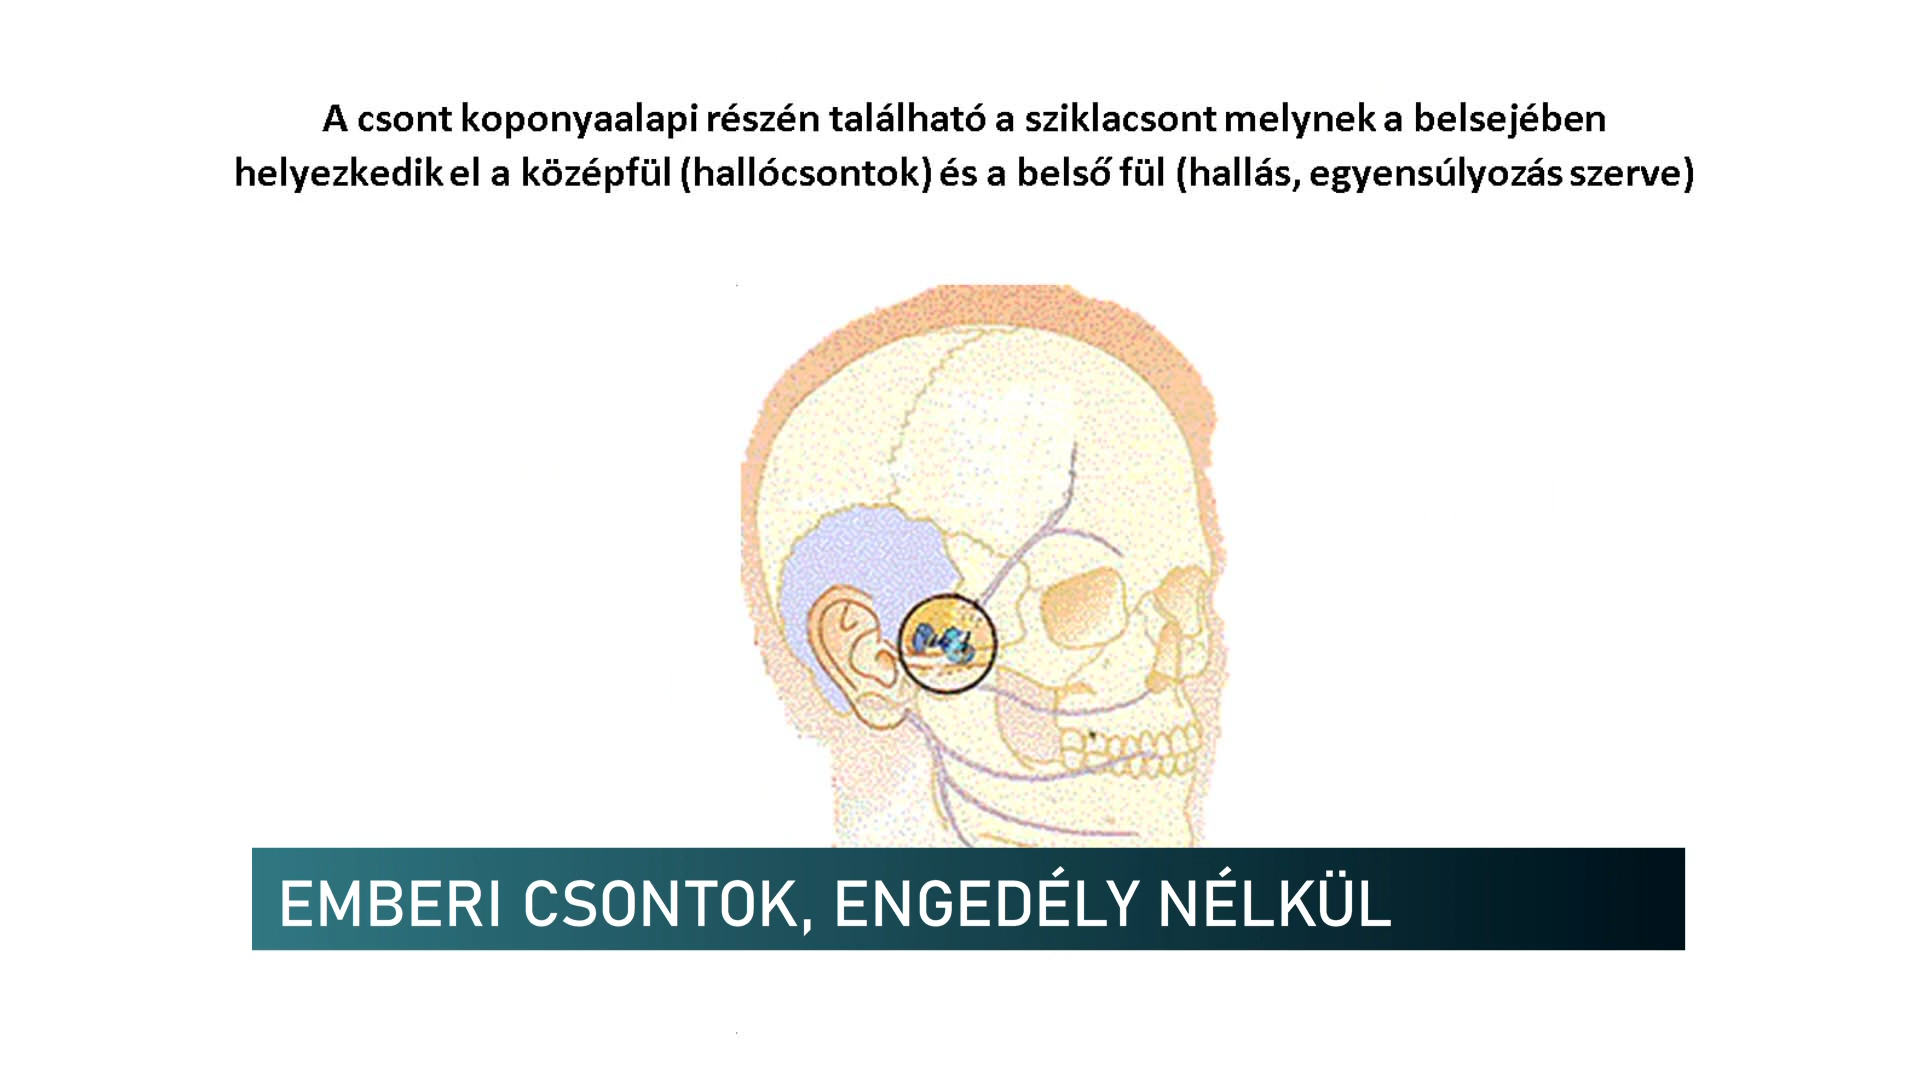 A csont koponyaalapi részén található a sziklacsont melynek a belsejében
helyezkedik el a középfül (hallócsontok) és a belső fül (hallás, egyensúlyozás szerve)
EMBERI CSONTOK, ENGEDÉLY NÉLKÜL